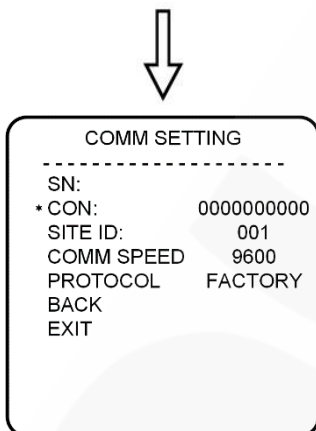 COMM SETTING
- - - - - - - - - - - - - - - - - - - - -
SN:
* CON: 0000000000
SITE ID: 001
COMM SPEED 9600
PROTOCOL FACTORY
BACK
EXIT